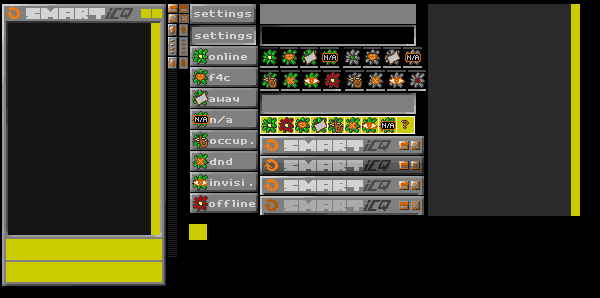 SMART iCQ
settings
settings
online
f4c
away
N/A n/a
occup.
dnd
invisi.
offline
N/A N/A
N/A ?
SMART iCQ
SMART iCQ
SMART iCQ
SMART iCQ